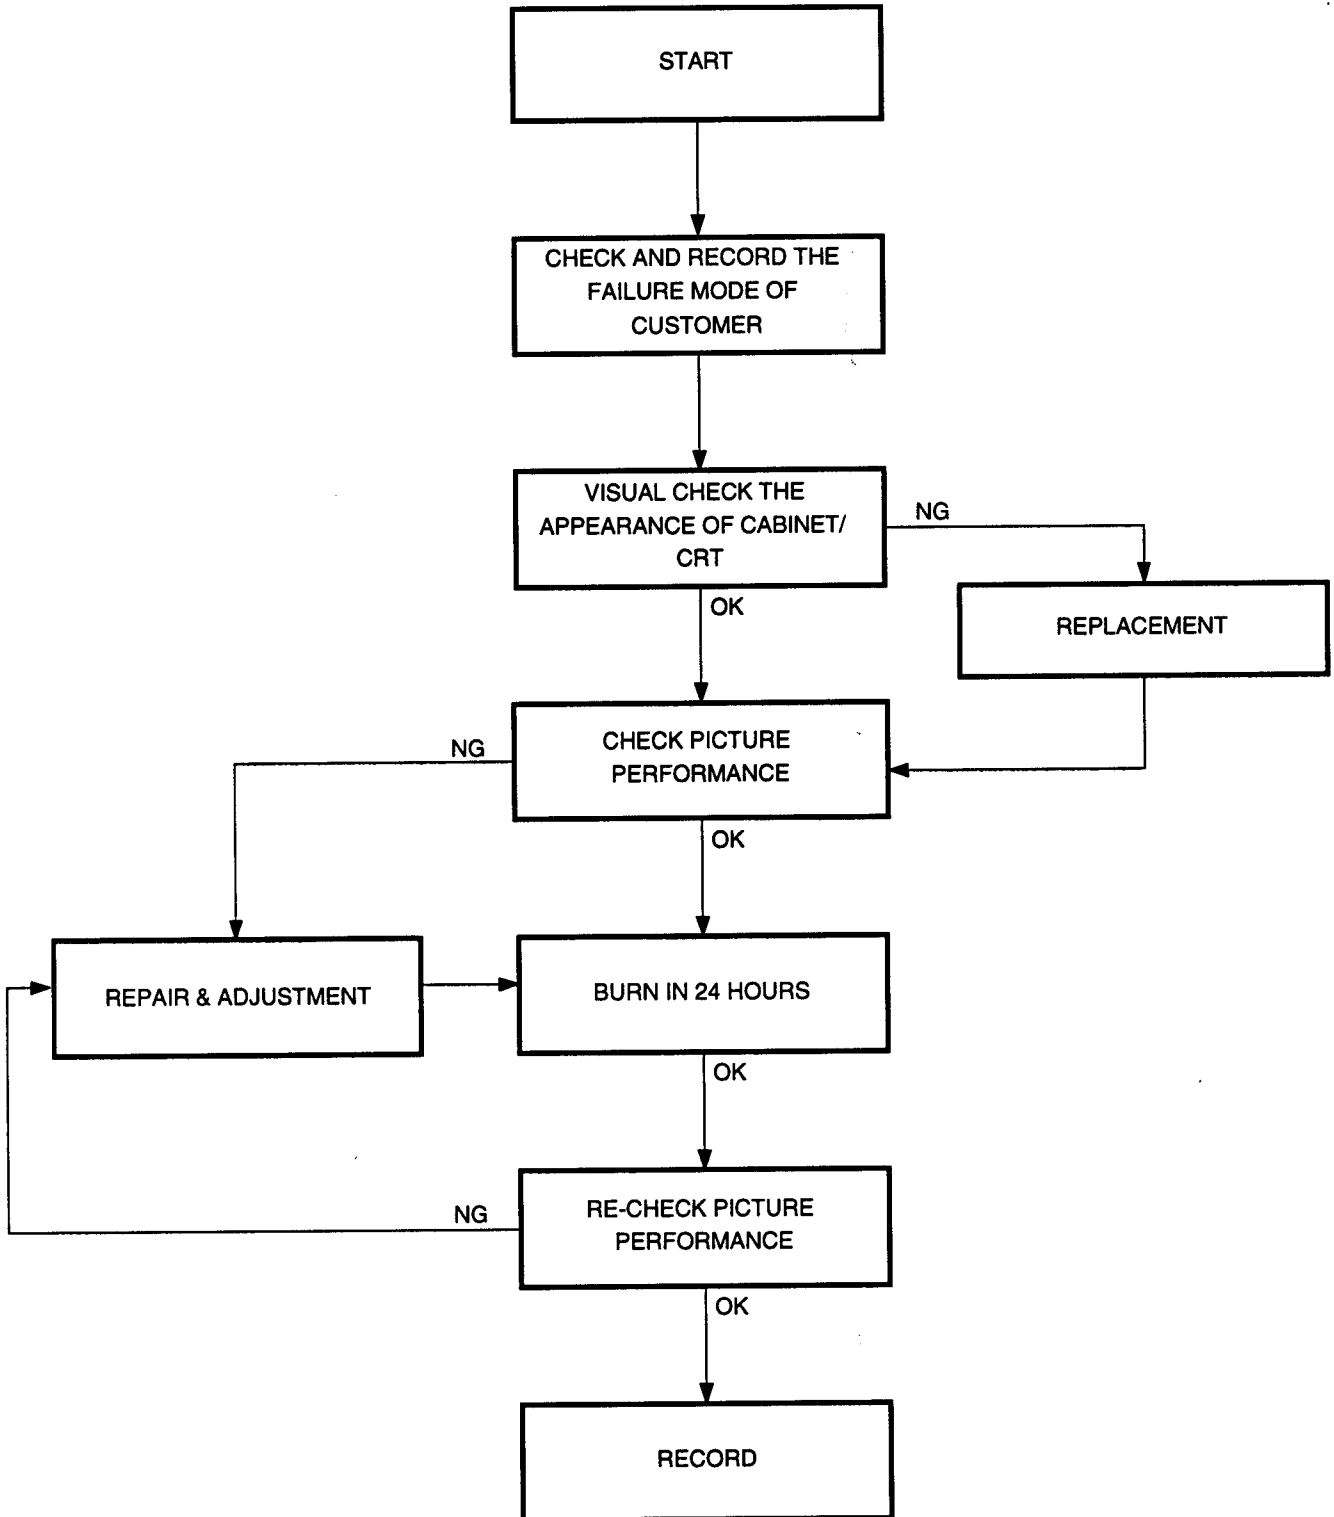 START
CHECK AND RECORD THE
FAILURE MODE OF
CUSTOMER
VISUAL CHECK THE
APPEARANCE OF CABINET/
CRT
NG
OK
REPLACEMENT
CHECK PICTURE
PERFORMANCE
NG
OK
REPAIR & ADJUSTMENT
BURN IN 24 HOURS
OK
RE-CHECK PICTURE
PERFORMANCE
NG
OK
RECORD